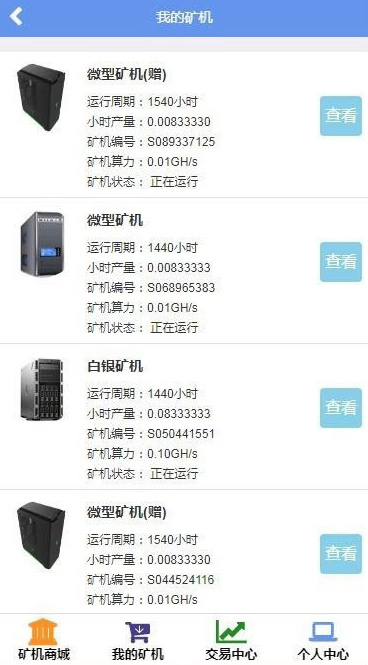 我的矿机
微型矿机(赠)
运行周期：1540小时
小时产量：0.00833330
矿机编号：S089337125
矿机算力：0.01GH/s
矿机状态： 正在运行
查看
微型矿机
运行周期：1440小时
小时产量：0.00833333
矿机编号：S068965383
矿机算力：0.01GH/s
矿机状态： 正在运行
查看
白银矿机
运行周期：1440小时
小时产量：0.08333333
矿机编号：S050441551
矿机算力：0.10GH/s
矿机状态： 正在运行
查看
微型矿机(赠)
运行周期：1540小时
小时产量：0.00833330
矿机编号：S044524116
矿机算力：0.01GH/s
查看
矿机商城 我的矿机 交易中心 个人中心